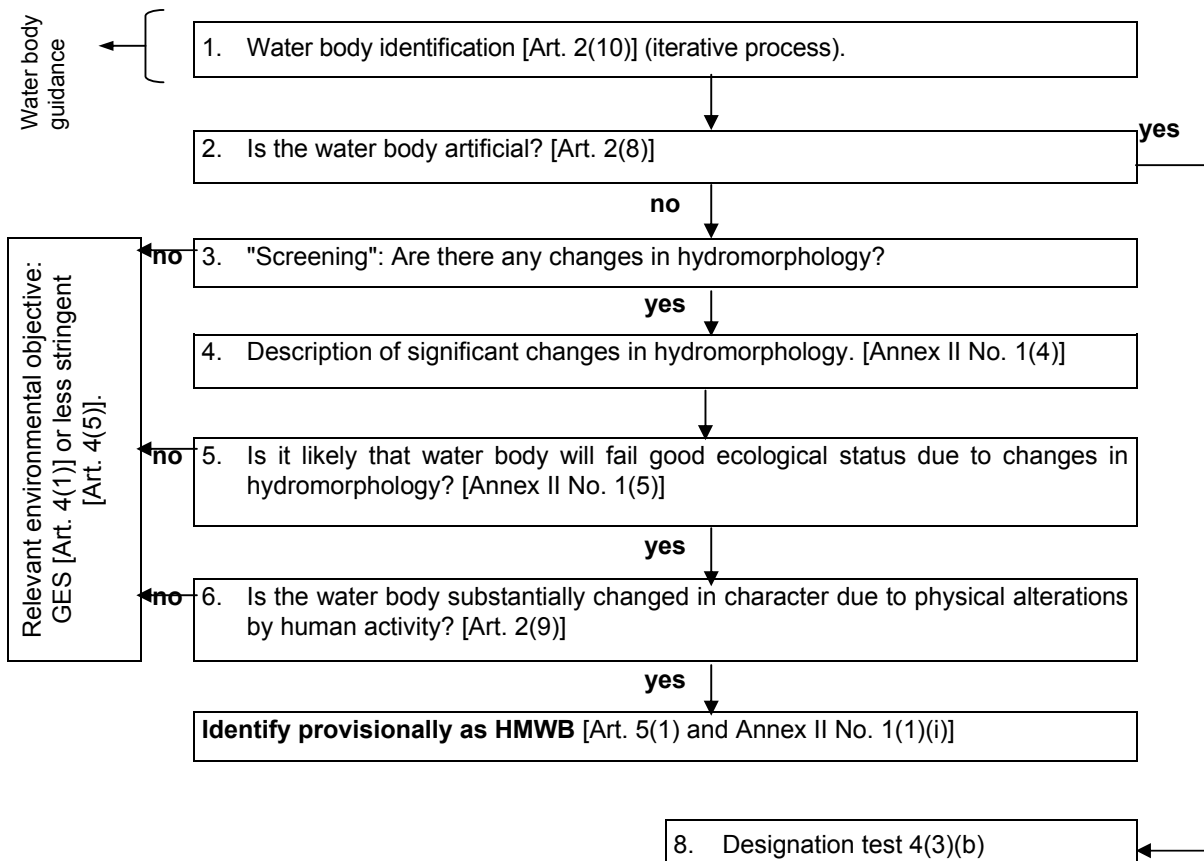 Water body
guidance
1. Water body identification [Art. 2(10)] (iterative process).
2. Is the water body artificial? [Art. 2(8)]
yes
no
Relevant environmental objective:
GES [Art. 4(1)] or less stringent
[Art. 4(5)].
no
3. "Screening": Are there any changes in hydromorphology?
yes
4. Description of significant changes in hydromorphology. [Annex II No. 1(4)]
no
5. Is it likely that water body will fail good ecological status due to changes in
hydromorphology? [Annex II No. 1(5)]
yes
no
6. Is the water body substantially changed in character due to physical alterations
by human activity? [Art. 2(9)]
yes
Identify provisionally as HMWB [Art. 5(1) and Annex II No. 1(1)(i)]
8. Designation test 4(3)(b)